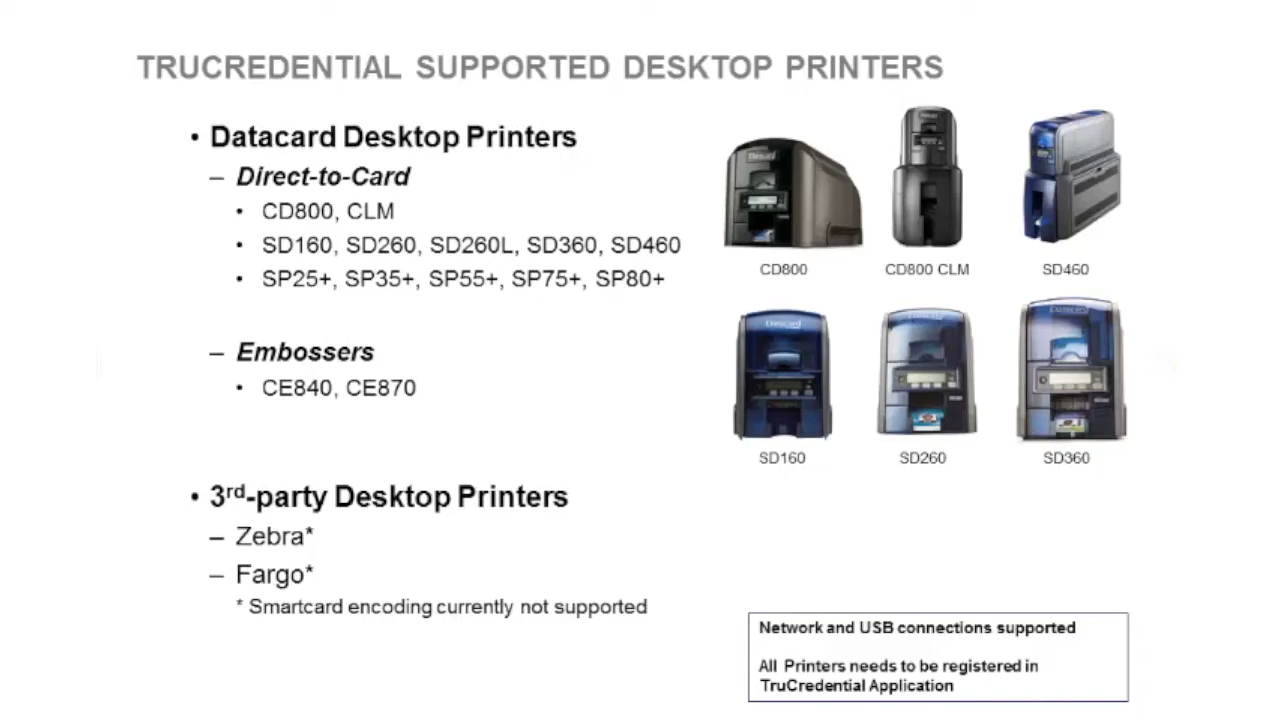 TRUCREDENTIAL SUPPORTED DESKTOP PRINTERS
• Datacard Desktop Printers
– Direct-to-Card
• CD800, CLM
• SD160, SD260, SD260L, SD360, SD460
• SP25+, SP35+, SP55+, SP75+, SP80+
– Embossers
• CE840, CE870
• 3rd-party Desktop Printers
– Zebra*
– Fargo*
* Smartcard encoding currently not supported
CD800
CD800 CLM
SD460
Datacard
SD160
SD260
SD360
Network and USB connections supported
All Printers needs to be registered in
TruCredential Application